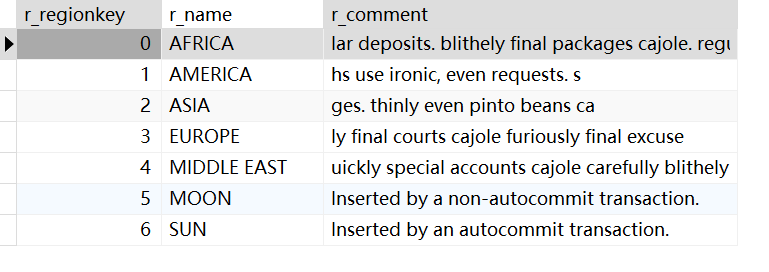 r_regionkey r_name r_comment
0 AFRICA lar deposits. blithely final packages cajole. regu
1 AMERICA hs use ironic, even requests. s
2 ASIA ges. thinly even pinto beans ca
3 EUROPE ly final courts cajole furiously final excuse
4 MIDDLE EAST uickly special accounts cajole carefully blithely
5 MOON Inserted by a non-autocommit transaction.
6 SUN Inserted by an autocommit transaction.